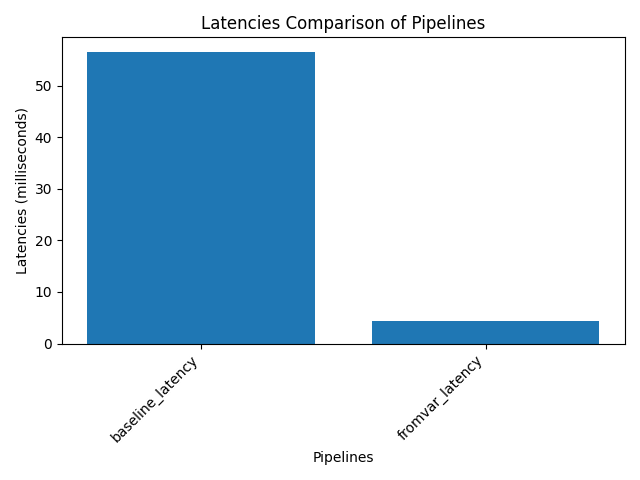 Latencies Comparison of Pipelines
Latencies (milliseconds)
50
40
30
20
10
0
baseline_latency
fromvar_latency
Pipelines